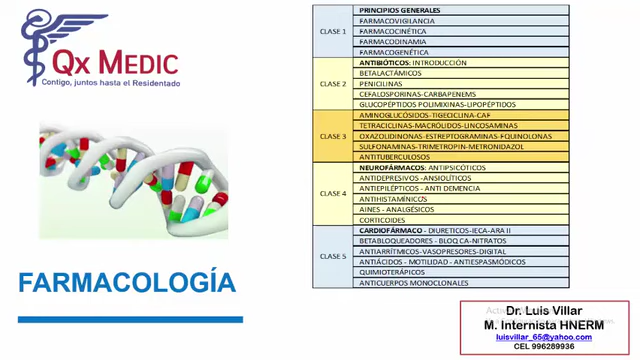 Qx MEDIC
Contigo, juntos hasta el Residentado
FARMACOLOGÍA
CLASE 1
PRINCIPIOS GENERALES
FARMACOVIGILANCIA
FARMACOCINÉTICA
FARMACODINAMIA
FARMACOGENÉTICA
CLASE 2
ANTIBIÓTICOS: INTRODUCCIÓN
BETALACTÁMICOS
PENICILINAS
CEFALOSPORINAS-CARBAPENEMS
GLUCOPÉPTIDOS POLIMIXINAS-LIPOPÉPTIDOS
CLASE 3
AMINOGLUCÓSIDOS-TIGECICLINA-CAF
TETRACICLINAS-MACRÓLIDOS-LINCOSAMINAS
OXAZOLIDINONAS-ESTREPTOGRAMINAS-FQUINOLONAS
SULFONAMINAS-TRIMETROPIN-METRONIDAZOL
ANTITUBERCULOSOS
CLASE 4
NEUROFÁRMACOS: ANTIPSICÓTICOS
ANTIDEPRESIVOS -ANSIOLÍTICOS
ANTIEPILÉPTICOS - ANTI DEMENCIA
ANTIHISTAMÍNICOS
AINES - ANALGÉSICOS
CORTICOIDES
CLASE 5
CARDIOFÁRMACO - DIURETICOS-IECA-ARA II
BETABLOQUEADORES - BLOQ CA-NITRATOS
ANTIARRÍTMICOS-VASOPRESORES-DIGITAL
ANTIÁCIDOS - MOTILIDAD - ANTIESPASMÓDICOS
QUIMIOTERÁPICOS
ANTICUERPOS MONOCLONALES
Dr. Luis Villar
M. Internista HNERM
luisvillar_65@yahoo.com
CEL 996289936